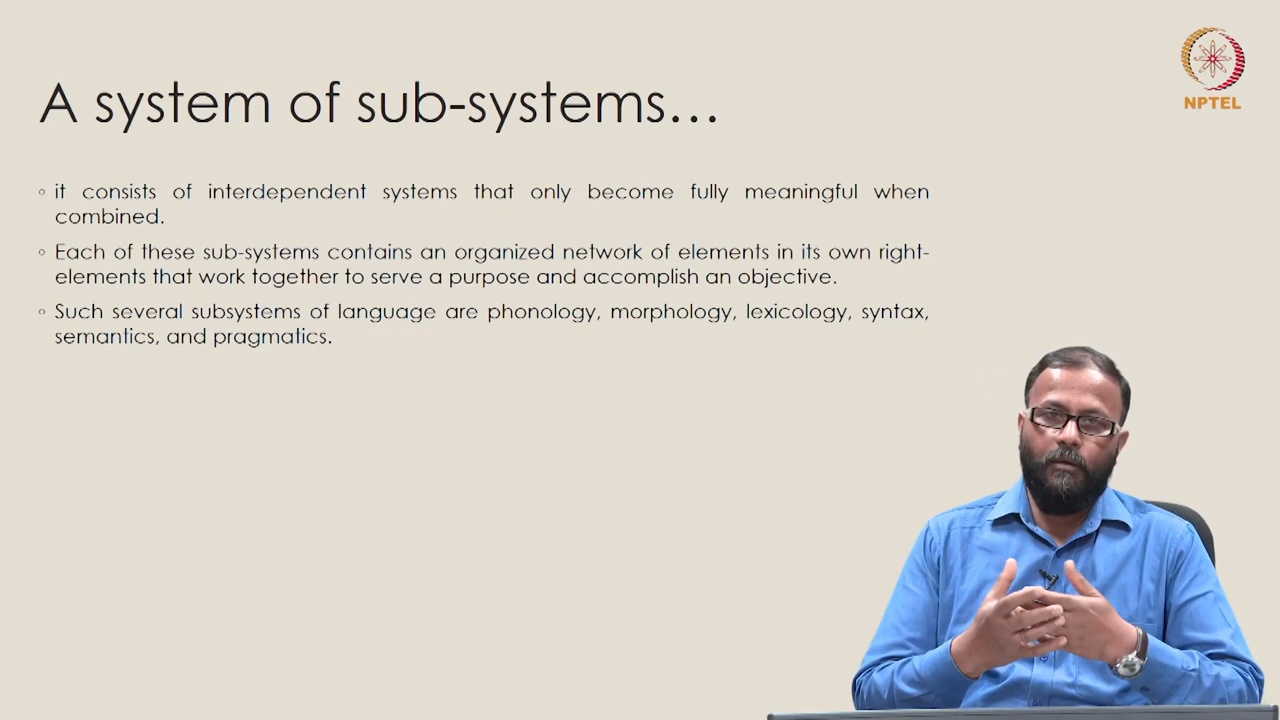 A system of sub-systems...
NPTEL
it consists of interdependent systems that only become fully meaningful when
combined.
Each of these sub-systems contains an organized network of elements in its own right-
elements that work together to serve a purpose and accomplish an objective.
Such several subsystems of language are phonology, morphology, lexicology, syntax,
semantics, and pragmatics.